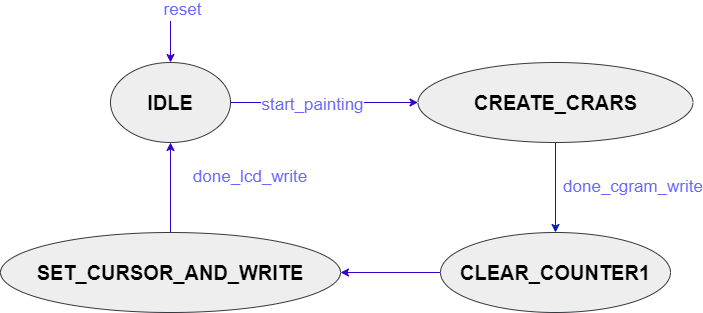 reset
IDLE
start_painting
CREATE_CRARS
done_lcd_write
done_cgram_write
SET_CURSOR_AND_WRITE
CLEAR_COUNTER1